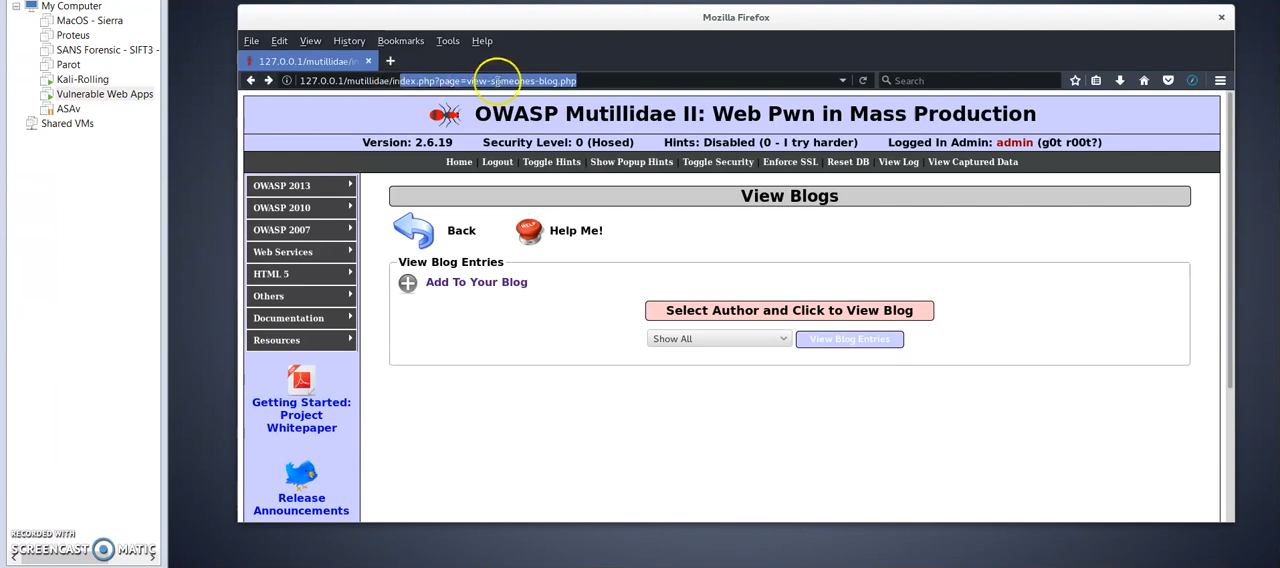 My Computer
MacOS - Sierra
Proteus
SANS Forensic - SIFT3 -
Parot
Kali-Rolling
Vulnerable Web Apps
ASAv
Shared VMs
Mozilla Firefox
File Edit View History Bookmarks Tools Help
127.0.0.1/mutillidae/in
127.0.0.1/mutillidae/index.php?page=view-someones-blog.php
Search
OWASP Mutillidae II: Web Pwn in Mass Production
Version: 2.6.19 Security Level: 0 (Hosed) Hints: Disabled (0 - I try harder) Logged In Admin: admin (g0t r00t?)
Home | Logout | Toggle Hints | Show Popup Hints | Toggle Security | Enforce SSL | Reset DB | View Log | View Captured Data
OWASP 2013
OWASP 2010
OWASP 2007
Web Services
HTML 5
Others
Documentation
Resources
Getting Started:
Project
Whitepaper
Release
Announcements
View Blogs
Back
HELP
Help Me!
View Blog Entries
Add To Your Blog
Select Author and Click to View Blog
Show All
View Blog Entries
RECORDED WITH
SCREENCAST MATIC